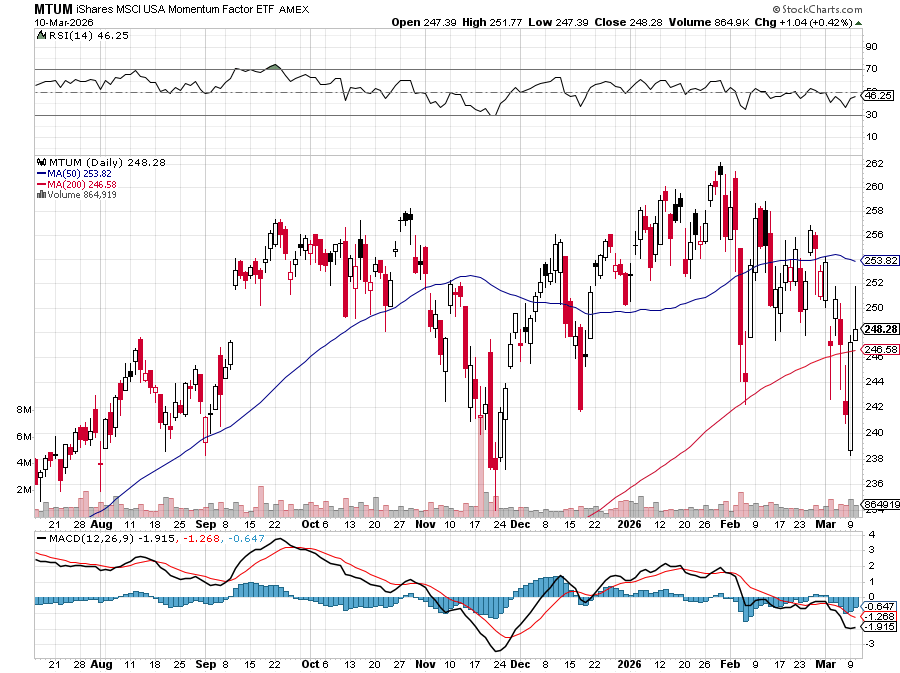 MTUM iShares MSCI USA Momentum Factor ETF AMEX
© StockCharts.com
10-Mar-2026
Open 247.39 High 251.77 Low 247.39 Close 248.28 Volume 864.9K Chg +1.04 (+0.42%)
RSI(14) 46.25
90
70
50
46.25
30
10
MTUM (Daily) 248.28
MA(50) 253.82
MA(200) 246.58
Volume 864,919
262
260
258
256
253.82
252
250
248.28
246.58
246
244
242
240
238
236
234
864919
8M
6M
4M
2M
21 28 Aug 11 18 25 Sep 8 15 22 Oct 6 13 20 27 Nov 10 17 24 Dec 8 15 22 2026 12 20 26 Feb 9 17 23 Mar 9
MACD(12,26,9) -1.915, -1.268, -0.647
4
3
2
1
0
-0.647
-1.268
-1.915
-3
21 28 Aug 11 18 25 Sep 8 15 22 Oct 6 13 20 27 Nov 10 17 24 Dec 8 15 22 2026 12 20 26 Feb 9 17 23 Mar 9